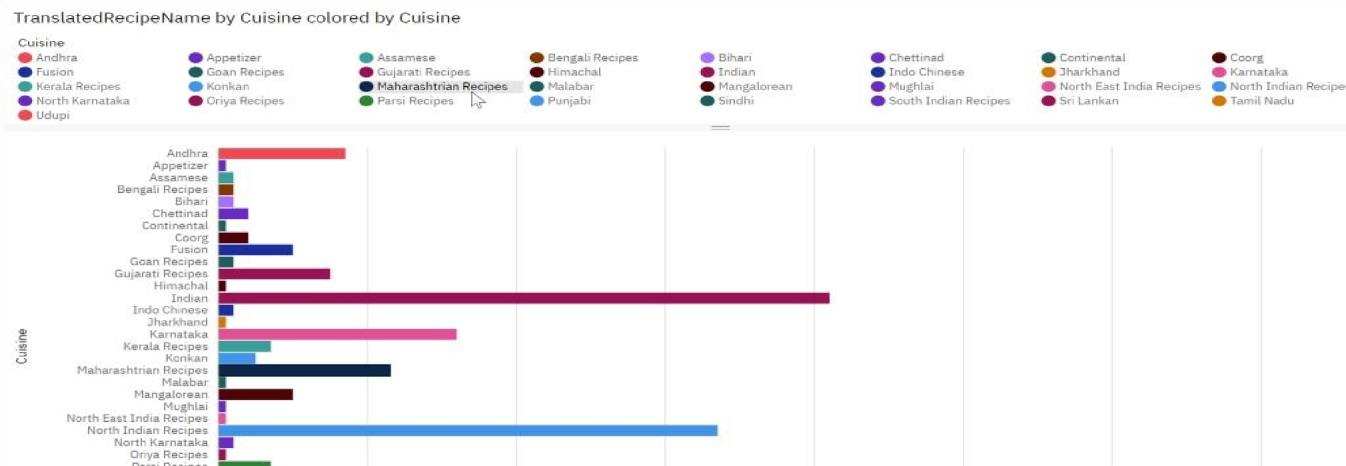 TranslatedRecipeName by Cuisine colored by Cuisine
Cuisine
Andhra Appetizer Assamese Bengali Recipes Bihari Chettinad Continental Coorg
Fusion Goan Recipes Gujarati Recipes Himachal Indian Indo Chinese Jharkhand Karnataka
Kerala Recipes Konkan Maharashtrian Recipes Malabar Mangalorean Mughlai North East India Recipes North Indian Recipe
North Karnataka Oriya Recipes Parsi Recipes Punjabi Sindhi South Indian Recipes Sri Lankan Tamil Nadu
Udupi
Andhra
Appetizer
Assamese
Bengali Recipes
Bihari
Chettinad
Continental
Coorg
Fusion
Goan Recipes
Gujarati Recipes
Himachal
Indian
Indo Chinese
Jharkhand
Karnataka
Kerala Recipes
Konkan
Maharashtrian Recipes
Malabar
Mangalorean
Mughlai
North East India Recipes
North Indian Recipes
North Karnataka
Oriya Recipes
Parsi Recipes
Cuisine